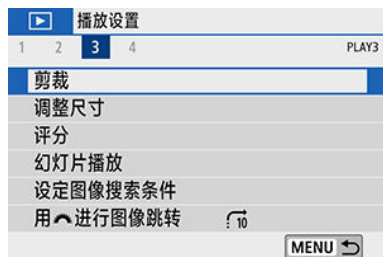 播放设置
1 2 3 4 PLAY3
剪裁
调整尺寸
评分
幻灯片播放
设定图像搜索条件
用进行图像跳转 10
MENU